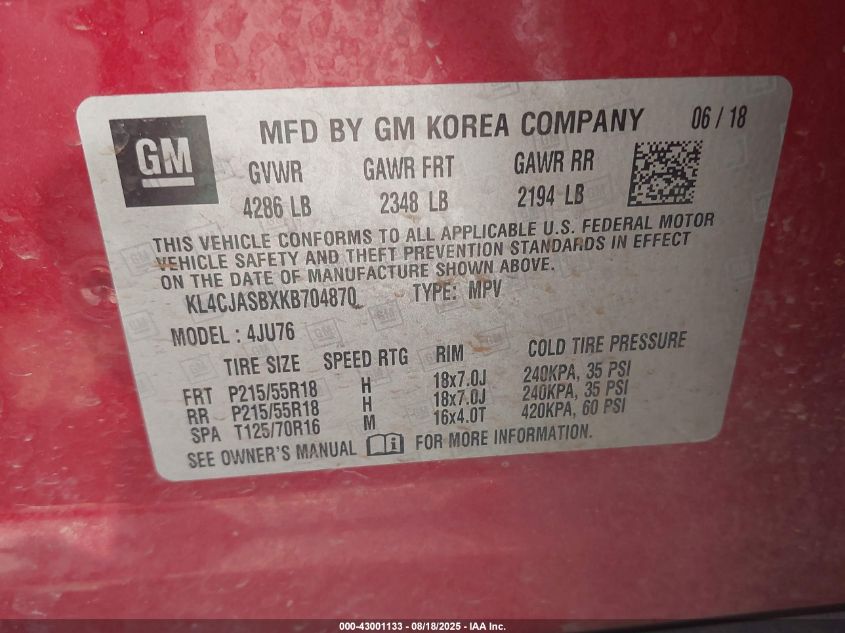 GM
MFD BY GM KOREA COMPANY 06 / 18
GVWR GAWR FRT GAWR RR
4286 LB 2348 LB 2194 LB
THIS VEHICLE CONFORMS TO ALL APPLICABLE U.S. FEDERAL MOTOR
VEHICLE SAFETY AND THEFT PREVENTION STANDARDS IN EFFECT
ON THE DATE OF MANUFACTURE SHOWN ABOVE.
KL4CJASBXKB704870 TYPE: MPV
MODEL : 4JU76
TIRE SIZE SPEED RTG RIM COLD TIRE PRESSURE
FRT P215/55R18 H 18x7.0J 240KPA, 35 PSI
RR P215/55R18 H 18x7.0J 240KPA, 35 PSI
SPA T125/70R16 M 16x4.0T 420KPA, 60 PSI
SEE OWNER'S MANUAL FOR MORE INFORMATION.
000-43001133 - 08/18/2025 - IAA Inc.